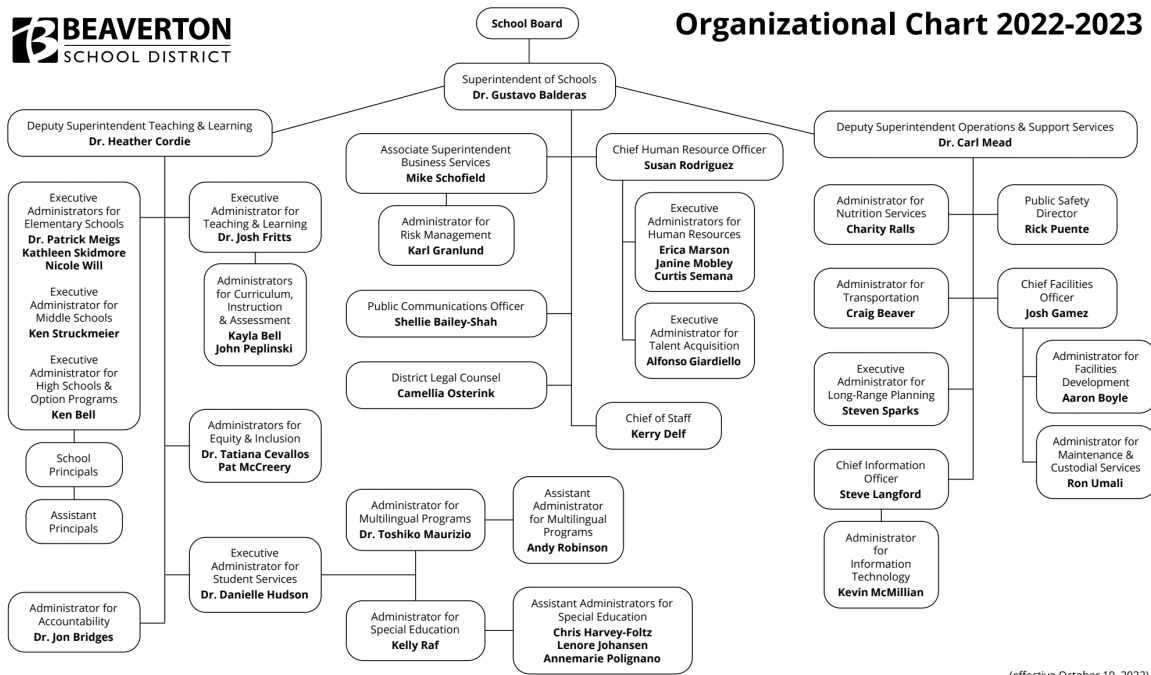 BEAVERTON
SCHOOL DISTRICT
Organizational Chart 2022-2023
School Board
Superintendent of Schools
Dr. Gustavo Balderas
Deputy Superintendent Teaching & Learning
Dr. Heather Cordie
Executive
Administrators for
Elementary Schools
Dr. Patrick Meigs
Kathleen Skidmore
Nicole Will
Executive
Administrator for
Middle Schools
Ken Struckmeier
Executive
Administrator for
High Schools &
Option Programs
Ken Bell
School
Principals
Assistant
Principals
Executive
Administrator for
Teaching & Learning
Dr. Josh Fritts
Administrators
for Curriculum,
Instruction
& Assessment
Kayla Bell
John Peplinski
Administrators for
Equity & Inclusion
Dr. Tatiana Cevallos
Pat McCreery
Executive
Administrator for
Student Services
Dr. Danielle Hudson
Administrator for
Multilingual Programs
Dr. Toshiko Maurizio
Assistant
Administrator
for Multilingual
Programs
Andy Robinson
Administrator for
Special Education
Kelly Raf
Assistant Administrators for
Special Education
Chris Harvey-Foltz
Lenore Johansen
Annemarie Polignano
Administrator for
Accountability
Dr. Jon Bridges
Associate Superintendent
Business Services
Mike Schofield
Administrator for
Risk Management
Karl Granlund
Public Communications Officer
Shellie Bailey-Shah
District Legal Counsel
Camellia Osterink
Chief Human Resource Officer
Susan Rodriguez
Executive
Administrators for
Human Resources
Erica Marson
Janine Mobley
Curtis Semana
Executive
Administrator for
Talent Acquisition
Alfonso Giardiello
Chief of Staff
Kerry Delf
Deputy Superintendent Operations & Support Services
Dr. Carl Mead
Administrator for
Nutrition Services
Charity Ralls
Public Safety
Director
Rick Puente
Administrator for
Transportation
Craig Beaver
Chief Facilities
Officer
Josh Gamez
Administrator for
Facilities
Development
Aaron Boyle
Administrator for
Maintenance &
Custodial Services
Ron Umali
Executive
Administrator for
Long-Range Planning
Steven Sparks
Chief Information
Officer
Steve Langford
Administrator
for
Information
Technology
Kevin McMillian
(effective October 19, 2022)